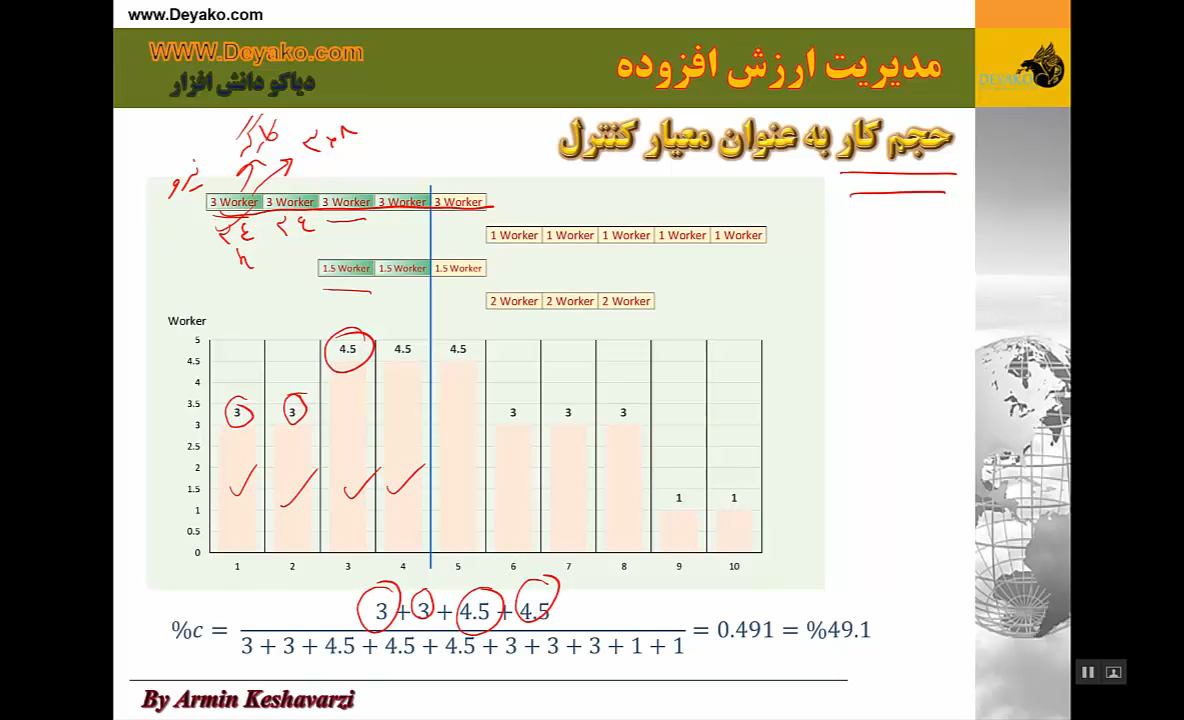 www.Deyako.com
WWW.Deyako.com
دیاکو دانش افزار
مدیریت ارزش افزوده
DEYAKO
حجم کار به عنوان معیار کنترل
نیرو
3 Worker 3 Worker 3 Worker 3 Worker 3 Worker
۲۴ ۲۴
h
1 Worker 1 Worker 1 Worker 1 Worker 1 Worker
1.5 Worker 1.5 Worker 1.5 Worker
2 Worker 2 Worker 2 Worker
Worker
5
4.5
4
3.5
3
2.5
2
1.5
1
0.5
0
3 3 4.5 4.5 4.5 3 3 3 1 1
1 2 3 4 5 6 7 8 9 10
%c = 3 + 3 + 4.5 + 4.5
3 + 3 + 4.5 + 4.5 + 4.5 + 3 + 3 + 3 + 1 + 1 = 0.491 = %49.1
By Armin Keshavarzi